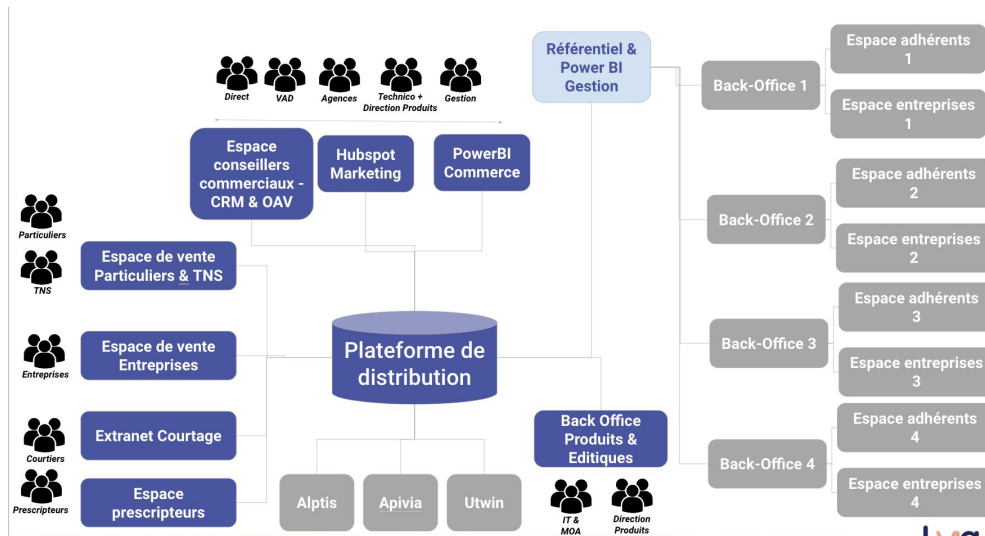 Direct
VAD
Agences
Technico +
Direction Produits
Gestion
Référentiel &
Power BI
Gestion
Back-Office 1
Espace adhérents
1
Espace entreprises
1
Espace
conseillers
commerciaux -
CRM & OAV
Hubspot
Marketing
PowerBI
Commerce
Particuliers
TNS
Espace de vente
Particuliers & TNS
Back-Office 2
Espace adhérents
2
Espace entreprises
2
Entreprises
Espace de vente
Entreprises
Plateforme de
distribution
Back-Office 3
Espace adhérents
3
Espace entreprises
3
Courtiers
Extranet Courtage
Back Office
Produits &
Editiques
Back-Office 4
Espace adhérents
4
Espace entreprises
4
Prescripteurs
Espace
prescripteurs
Alptis
Apivia
Utwin
IT &
MOA
Direction
Produits